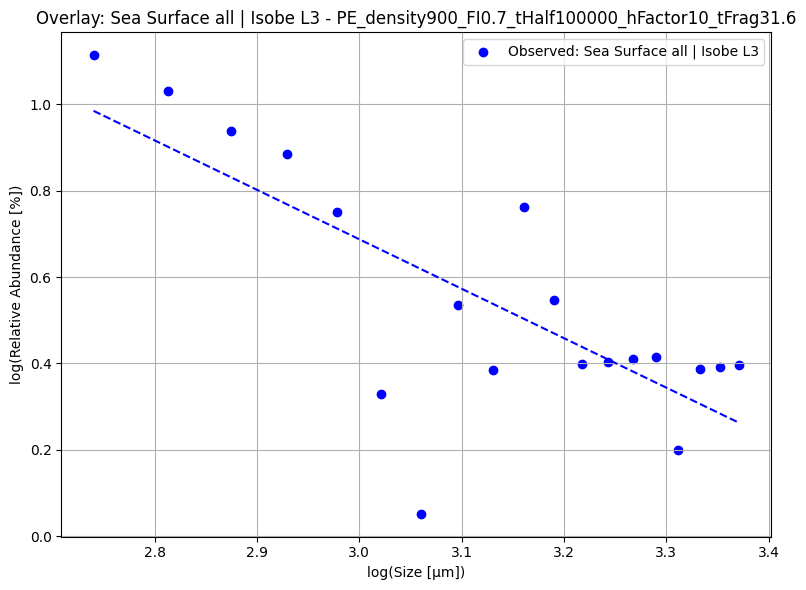 Overlay: Sea Surface all | Isobe L3 - PE_density900_FI0.7_tHalf100000_hFactor10_tFrag31.6
Observed: Sea Surface all | Isobe L3
log(Relative Abundance [%])
1.0
0.8
0.6
0.4
0.2
0.0
2.8 2.9 3.0 3.1 3.2 3.3 3.4
log(Size [µm])